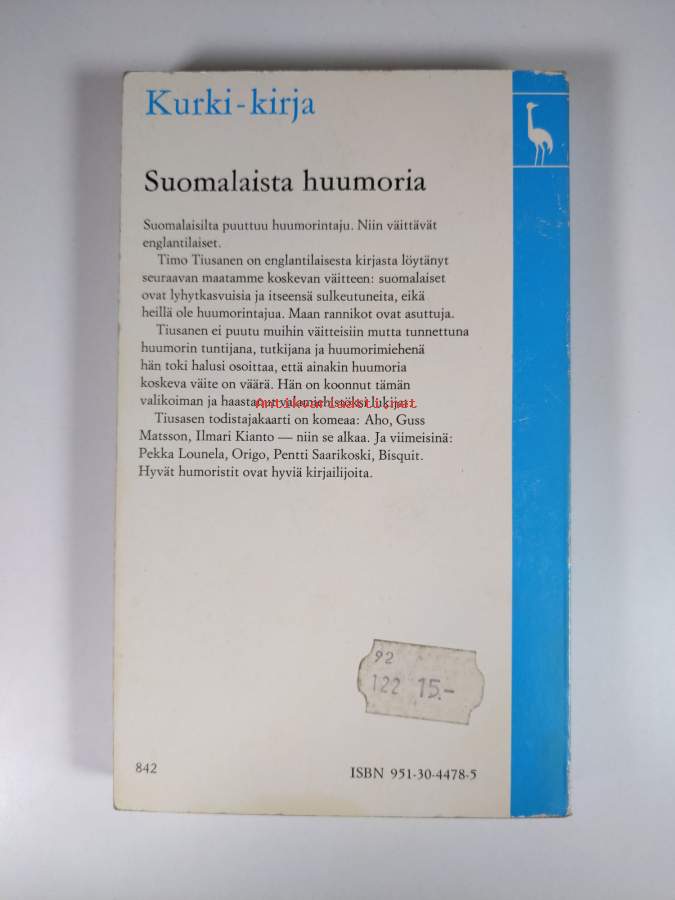 Kurki-kirja
Suomalaista huumoria
Suomalaisilta puuttuu huumorintaju. Niin väittävät
englantilaiset.
Timo Tiusanen on englantilaisesta kirjasta löytänyt
seuraavan maatamme koskevan väitteen: suomalaiset
ovat lyhytkasvuisia ja itseensä sulkeutuneita, eikä
heillä ole huumorintajua. Maan rannikot ovat asuttuja.
Tiusanen ei puutu muihin väitteisiin mutta tunnettuna
huumorin tuntijana, tutkijana ja huumorimiehenä
hän toki halusi osoittaa, että ainakin huumoria
koskeva väite on väärä. Hän on koonnut tämän
valikoiman ja haastanut valamiehistöksi lukijat.
Antikvariaatti.net
Tiusasen todistajakaarti on komeaa: Aho, Guss
Matsson, Ilmari Kianto — niin se alkaa. Ja viimeisinä:
Pekka Lounela, Origo, Pentti Saarikoski, Bisquit.
Hyvät humoristit ovat hyviä kirjailijoita.
92
122 15.-
842
ISBN 951-30-4478-5